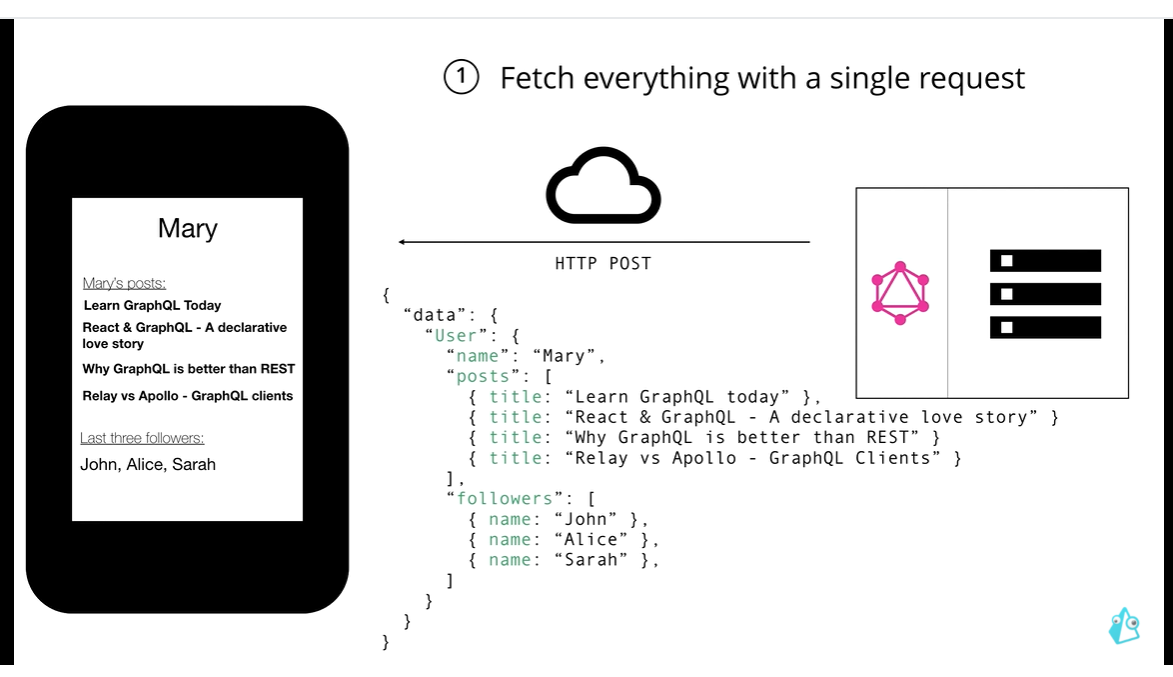 1 Fetch everything with a single request
Mary
Mary's posts:
Learn GraphQL Today
React & GraphQL - A declarative
love story
Why GraphQL is better than REST
Relay vs Apollo - GraphQL clients
Last three followers:
John, Alice, Sarah
HTTP POST
{
“data”: {
“User”: {
“name”: “Mary”,
“posts”: [
{ title: “Learn GraphQL today” },
{ title: “React & GraphQL - A declarative love story” }
{ title: “Why GraphQL is better than REST” }
{ title: “Relay vs Apollo - GraphQL Clients” }
],
“followers”: [
{ name: “John” },
{ name: “Alice” },
{ name: “Sarah” },
]
}
}
}